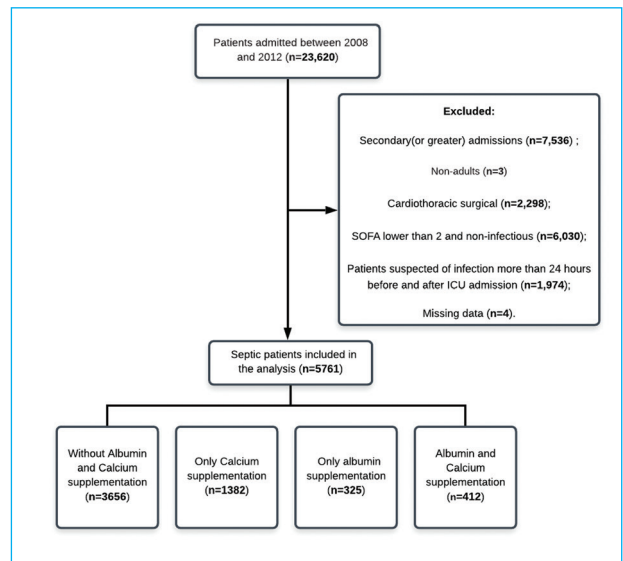 Patients admitted between 2008
and 2012 (n=23,620)
Excluded:
Secondary(or greater) admissions (n=7,536) ;
Non-adults (n=3)
Cardiothoracic surgical (n=2,298);
SOFA lower than 2 and non-infectious (n=6,030);
Patients suspected of infection more than 24 hours
before and after ICU admission (n=1,974);
Missing data (n=4).
Septic patients included in
the analysis (n=5761)
Without Albumin
and Calcium
supplementation
(n=3656)
Only Calcium
supplementation
(n=1382)
Only albumin
supplementation
(n=325)
Albumin and
Calcium
supplementation
(n=412)